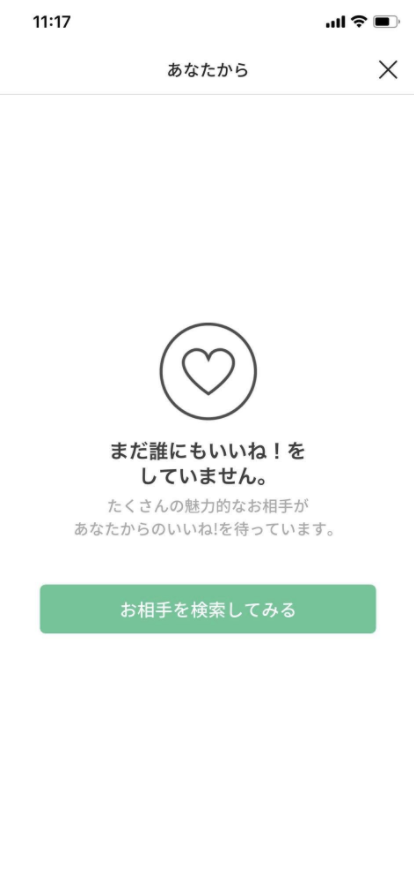 11:17
あなたから
まだ誰にもいいね！を
していません。
たくさんの魅力的なお相手が
あなたからのいいね!を待っています。
お相手を検索してみる